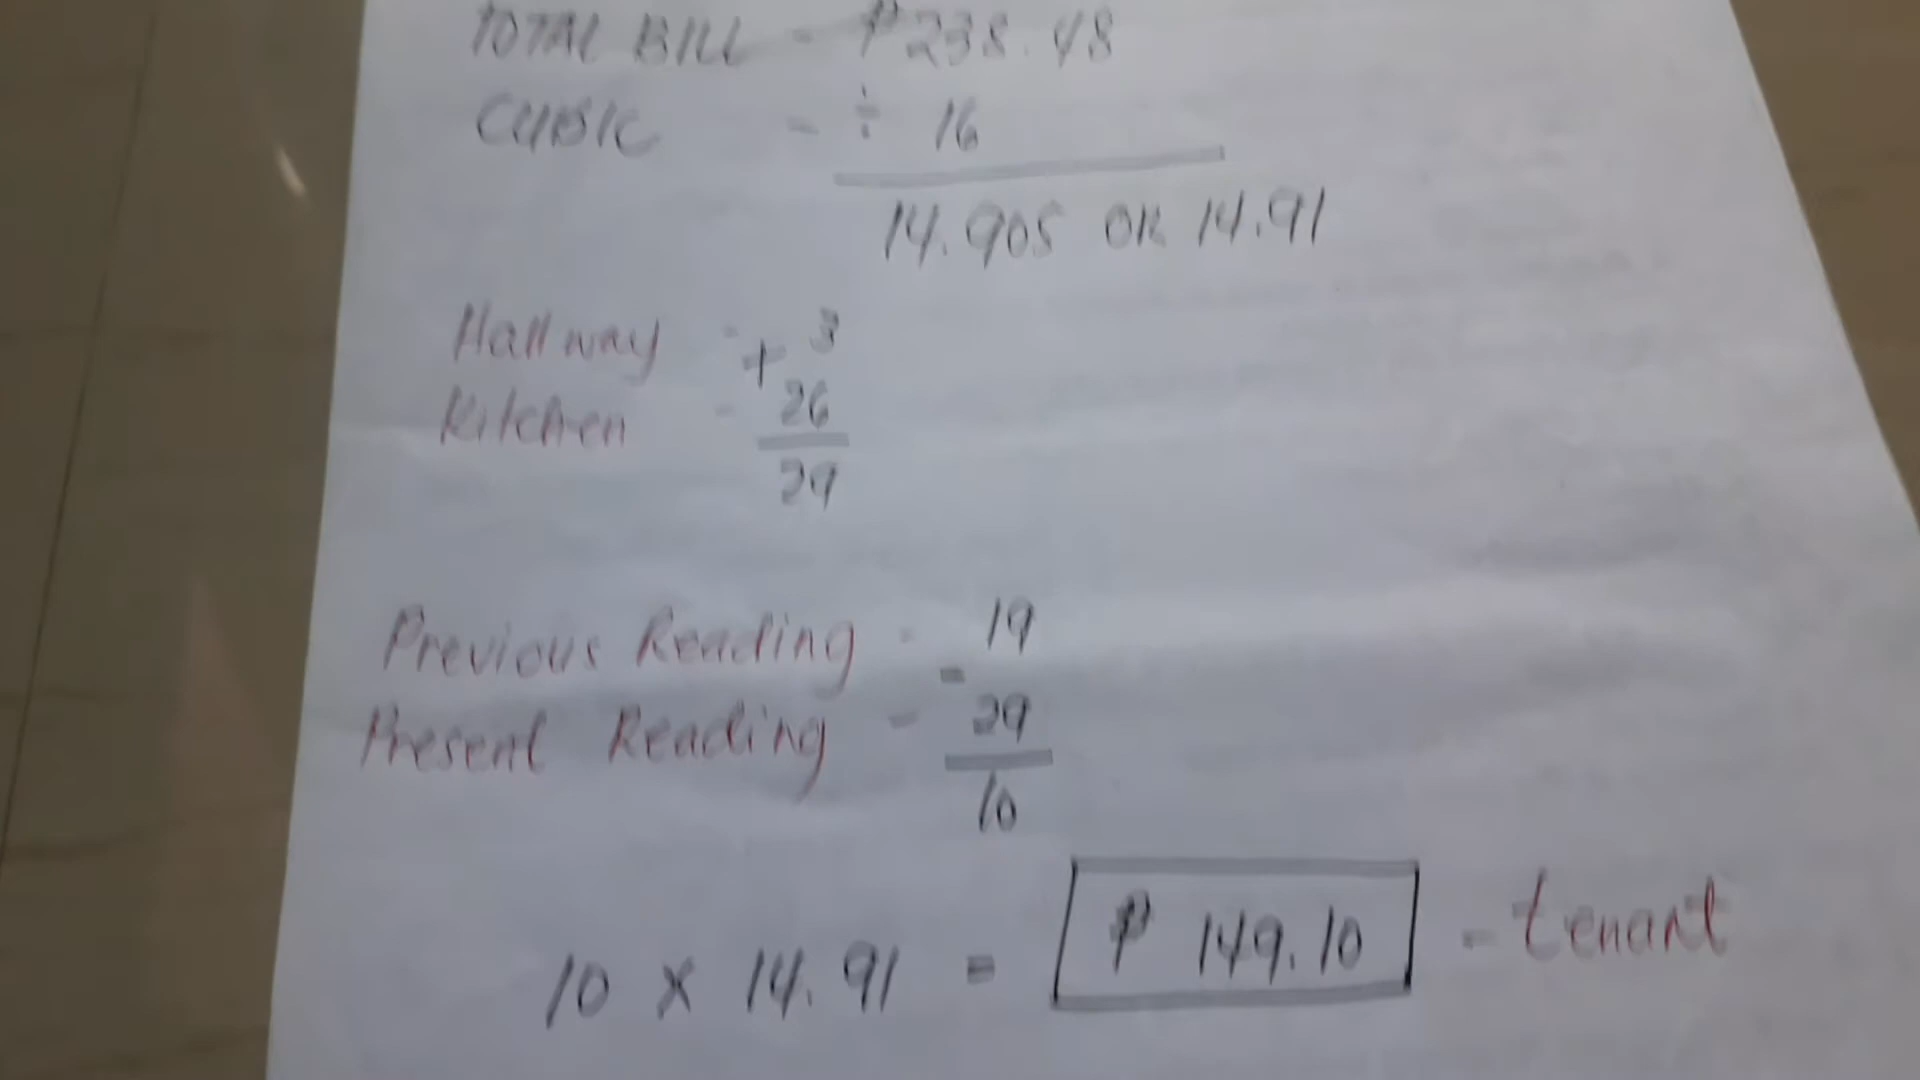 TOTAL BILL - ₱238.48
CUBIC - ÷ 16
14.905 OR 14.91
Hallway - + 3
Kitchen - 26
29
Previous Reading - 19
-
Present Reading - 29
10
10 x 14.91 = ₱ 149.10 - tenant